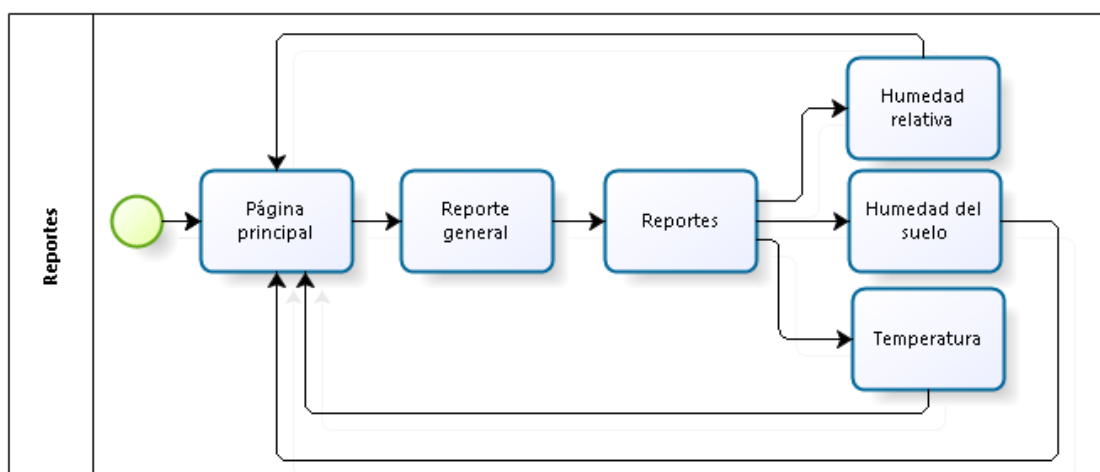 Reportes
Página
principal
Reporte
general
Reportes
Humedad
relativa
Humedad del
suelo
Temperatura